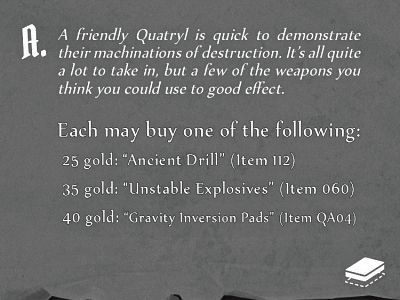 A. A friendly Quatryl is quick to demonstrate
their machinations of destruction. It's all quite
a lot to take in, but a few of the weapons you
think you could use to good effect.
Each may buy one of the following:
25 gold: “Ancient Drill” (Item 112)
35 gold: “Unstable Explosives” (Item 060)
40 gold: “Gravity Inversion Pads” (Item QA04)